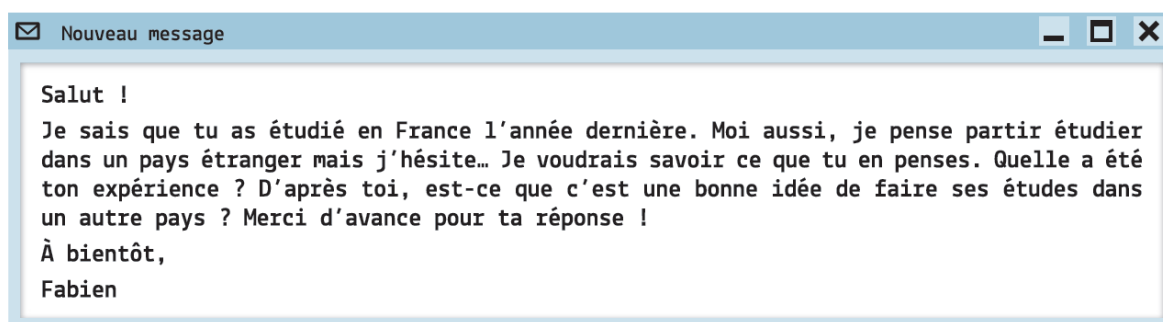 Nouveau message
Salut !
Je sais que tu as étudié en France l’année dernière. Moi aussi, je pense partir étudier
dans un pays étranger mais j’hésite… Je voudrais savoir ce que tu en penses. Quelle a été
ton expérience ? D’après toi, est-ce que c’est une bonne idée de faire ses études dans
un autre pays ? Merci d’avance pour ta réponse !
À bientôt,
Fabien